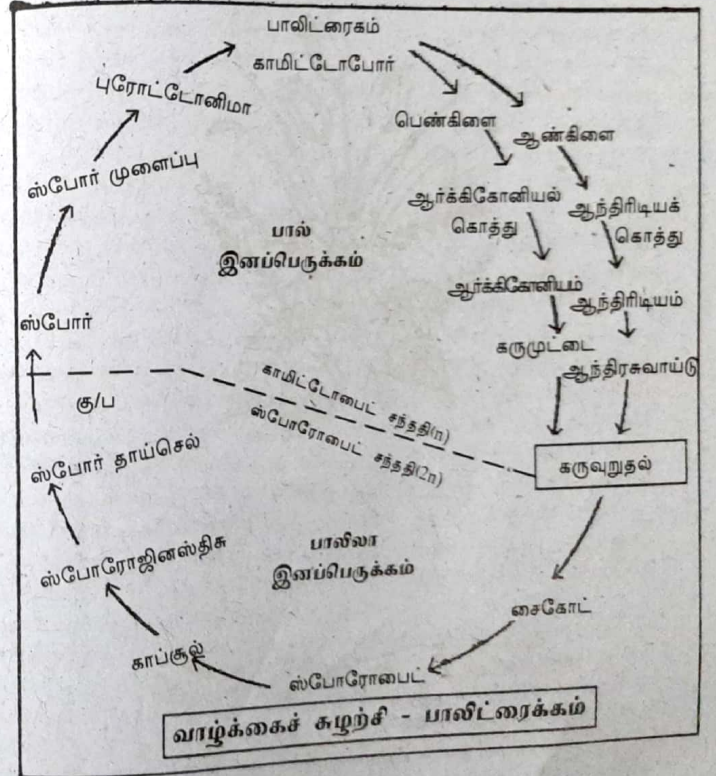 பாலிட்ரைகம்
காமிட்டோபோர்
புரோட்டோனிமா
பெண்கிளை
ஆண்கிளை
ஸ்போர் முளைப்பு
ஆர்க்கிகோனியல்
கொத்து
ஆந்திரிடியக்
கொத்து
பால்
இனப்பெருக்கம்
ஆர்க்கிகோனியம்
ஆந்திரிடியம்
ஸ்போர்
கருமுட்டை
ஆந்திரசுவாய்டு
காமிட்டோபைட் சந்ததி(n)
கு/ப
ஸ்போரோபைட் சந்ததி(2n)
ஸ்போர் தாய்செல்
கருவுறுதல்
ஸ்போரோஜினஸ்திசு
பாலிலா
இனப்பெருக்கம்
சைகோட்
காப்சூல்
ஸ்போரோபைட்
வாழ்க்கைச் சுழற்சி - பாலிட்ரைக்கம்